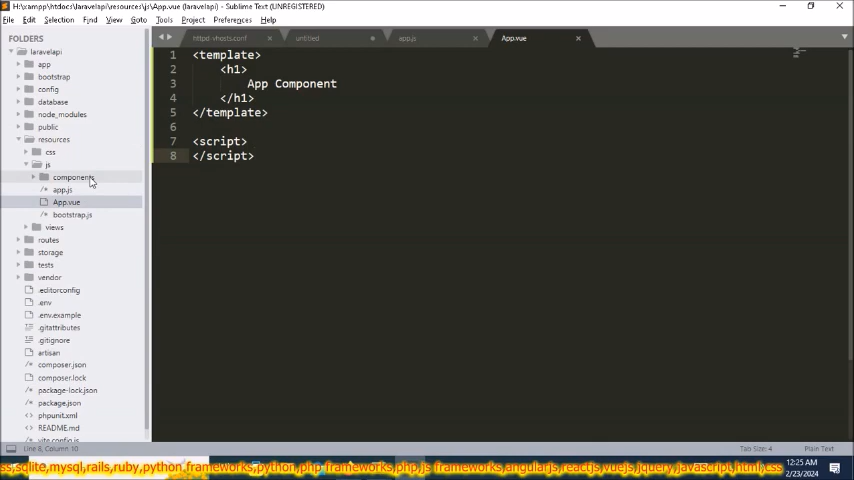 H:\xampp\htdocs\laravelapi\resources\js\App.vue (laravelapi) - Sublime Text (UNREGISTERED)
File Edit Selection Find View Goto Tools Project Preferences Help
FOLDERS
laravelapi
app
bootstrap
config
database
node_modules
public
resources
css
js
components
app.js
App.vue
bootstrap.js
views
routes
storage
tests
vendor
.editorconfig
.env
.env.example
.gitattributes
.gitignore
artisan
composer.json
composer.lock
package-lock.json
package.json
phpunit.xml
README.md
vite.config.js
httpd-vhosts.conf untitled app.js App.vue
1 <template>
2 <h1>
3 App Component
4 </h1>
5 </template>
6
7 <script>
8 </script>
Line 8, Column 10 Tab Size: 4 Plain Text
ss,sqlite,mysql,rails,ruby,python frameworks,python,php frameworks,php,js frameworks,angularjs,reactjs,vuejs,jquery,javascript,html,css
12:25 AM
2/23/2024